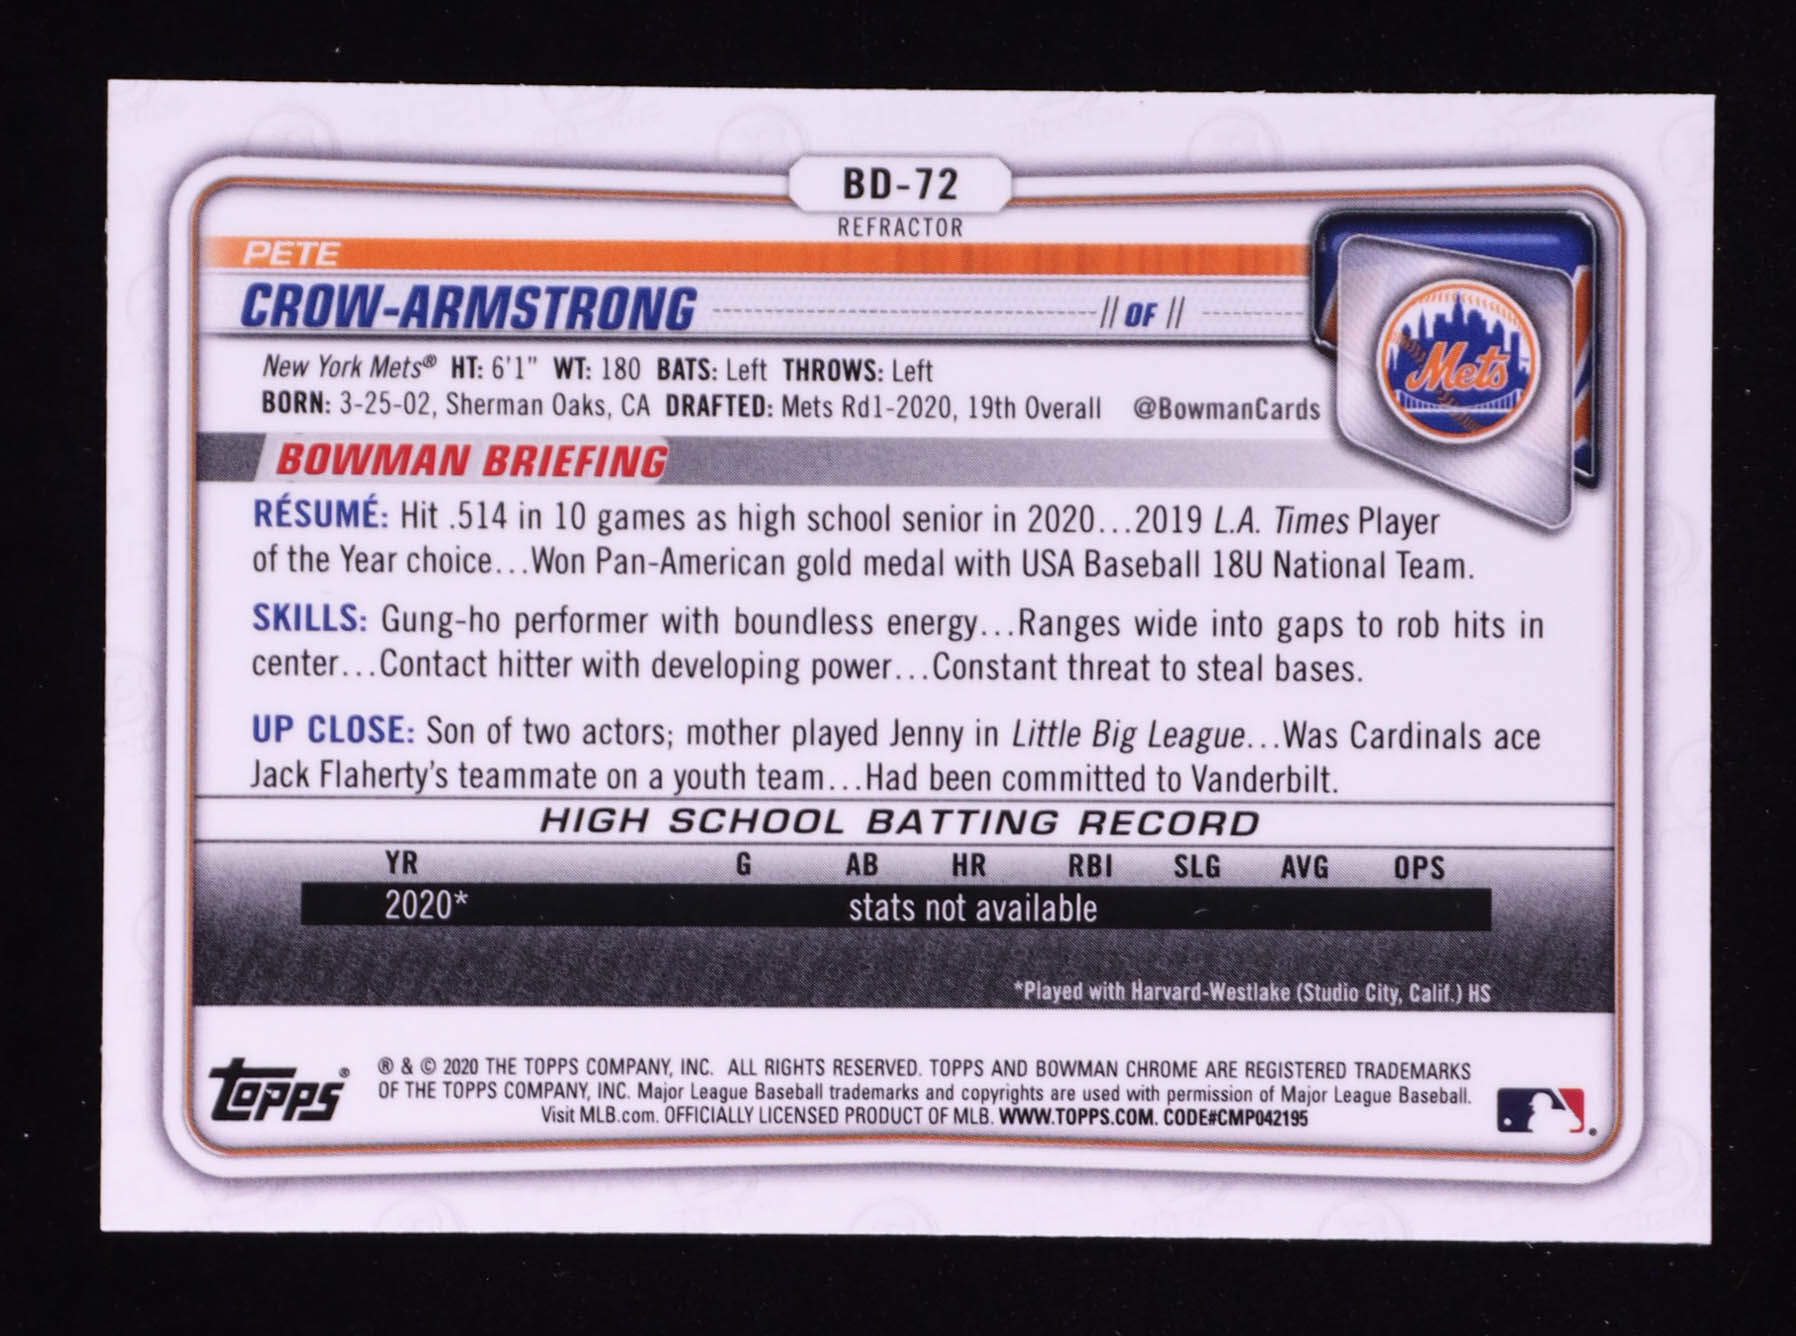 BD-72
REFRACTOR
PETE
CROW-ARMSTRONG // OF //
New York Mets® HT: 6'1" WT: 180 BATS: Left THROWS: Left
BORN: 3-25-02, Sherman Oaks, CA DRAFTED: Mets Rd1-2020, 19th Overall @BowmanCards
Mets
BOWMAN BRIEFING
RÉSUMÉ: Hit .514 in 10 games as high school senior in 2020...2019 L.A. Times Player
of the Year choice...Won Pan-American gold medal with USA Baseball 18U National Team.
SKILLS: Gung-ho performer with boundless energy...Ranges wide into gaps to rob hits in
center...Contact hitter with developing power...Constant threat to steal bases.
UP CLOSE: Son of two actors; mother played Jenny in Little Big League...Was Cardinals ace
Jack Flaherty's teammate on a youth team...Had been committed to Vanderbilt.
HIGH SCHOOL BATTING RECORD
YR G AB HR RBI SLG AVG OPS
2020* stats not available
*Played with Harvard-Westlake (Studio City, Calif.) HS
topps®
® & © 2020 THE TOPPS COMPANY, INC. ALL RIGHTS RESERVED. TOPPS AND BOWMAN CHROME ARE REGISTERED TRADEMARKS
OF THE TOPPS COMPANY, INC. Major League Baseball trademarks and copyrights are used with permission of Major League Baseball.
Visit MLB.com. OFFICIALLY LICENSED PRODUCT OF MLB. WWW.TOPPS.COM. CODE#CMP042195